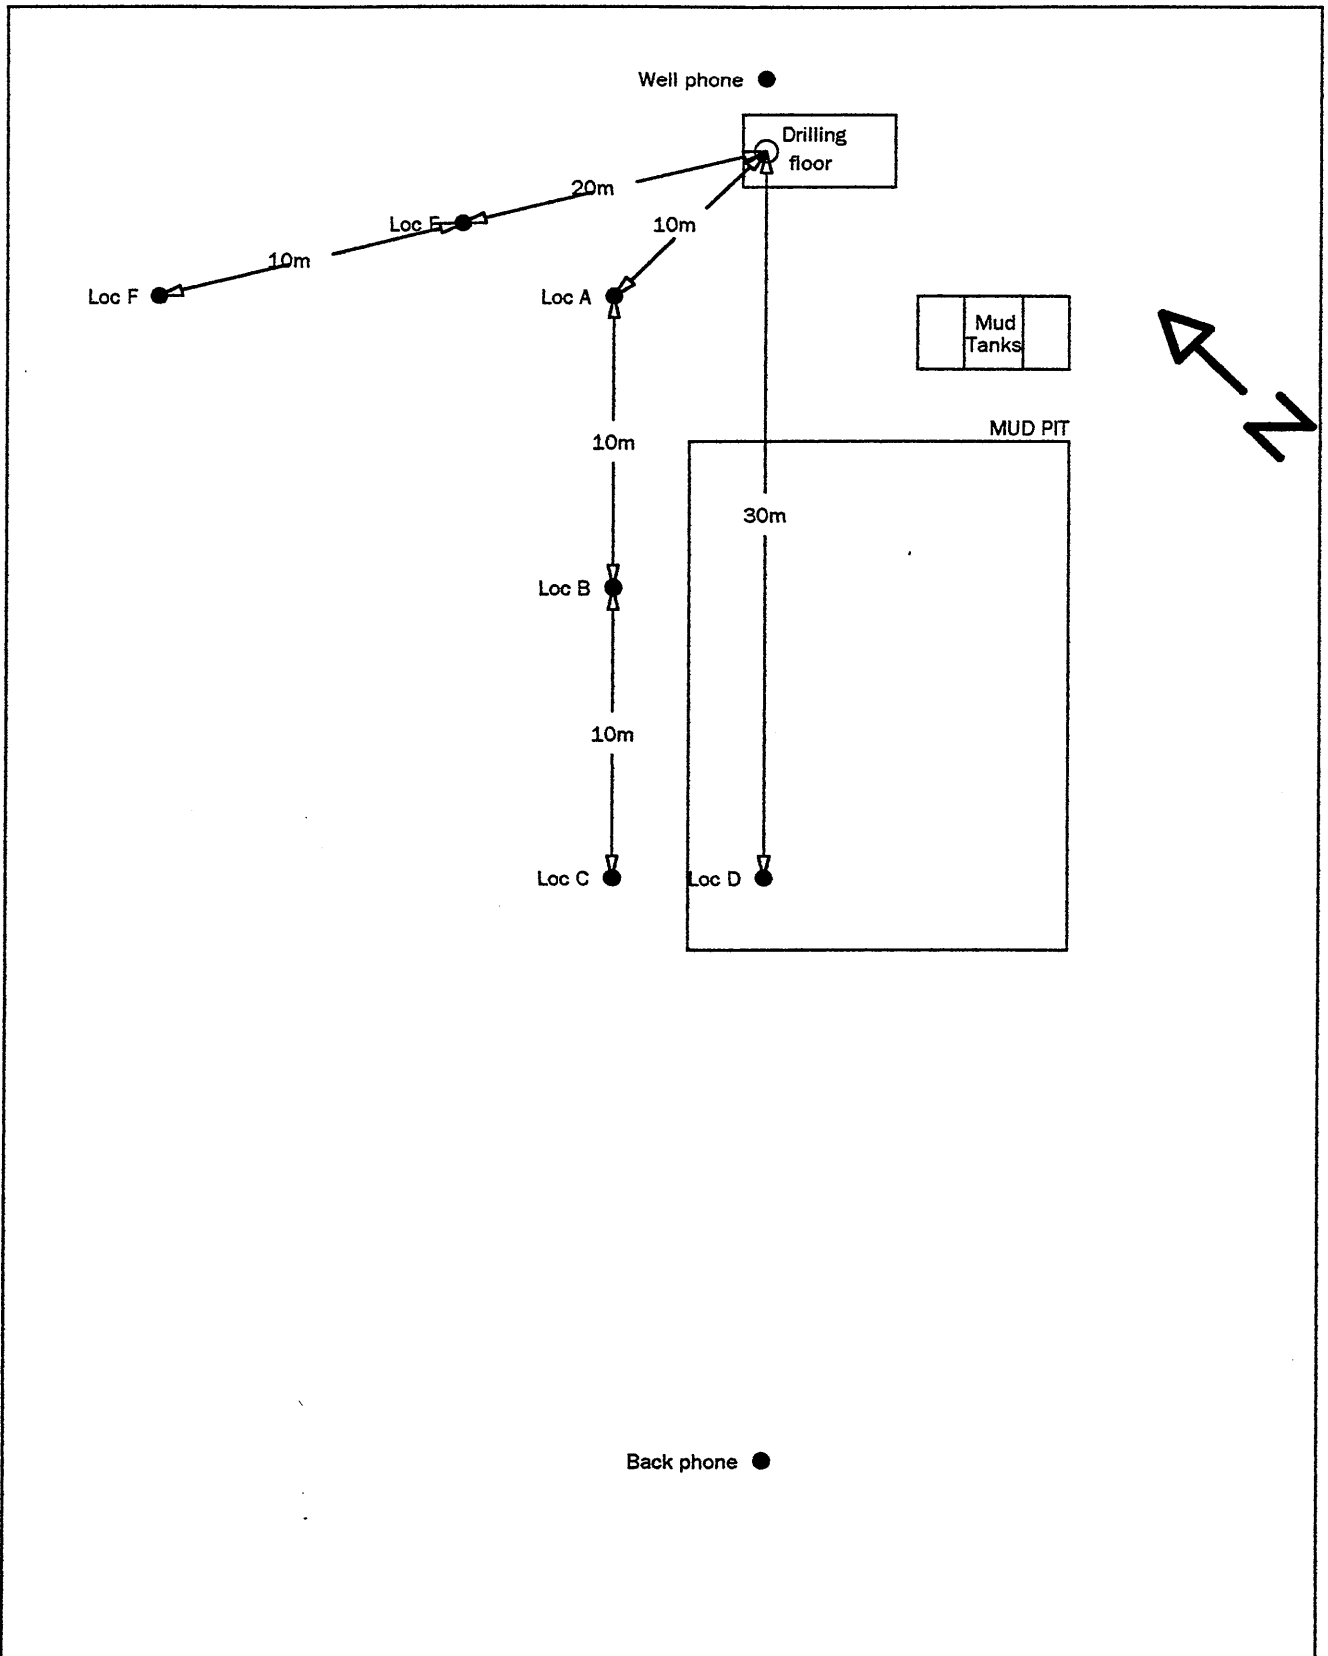 Well phone
Drilling
floor
20m
Loc E
10m
10m
Loc F
Loc A
Mud
Tanks
N
MUD PIT
10m
30m
Loc B
10m
Loc C
Loc D
Back phone